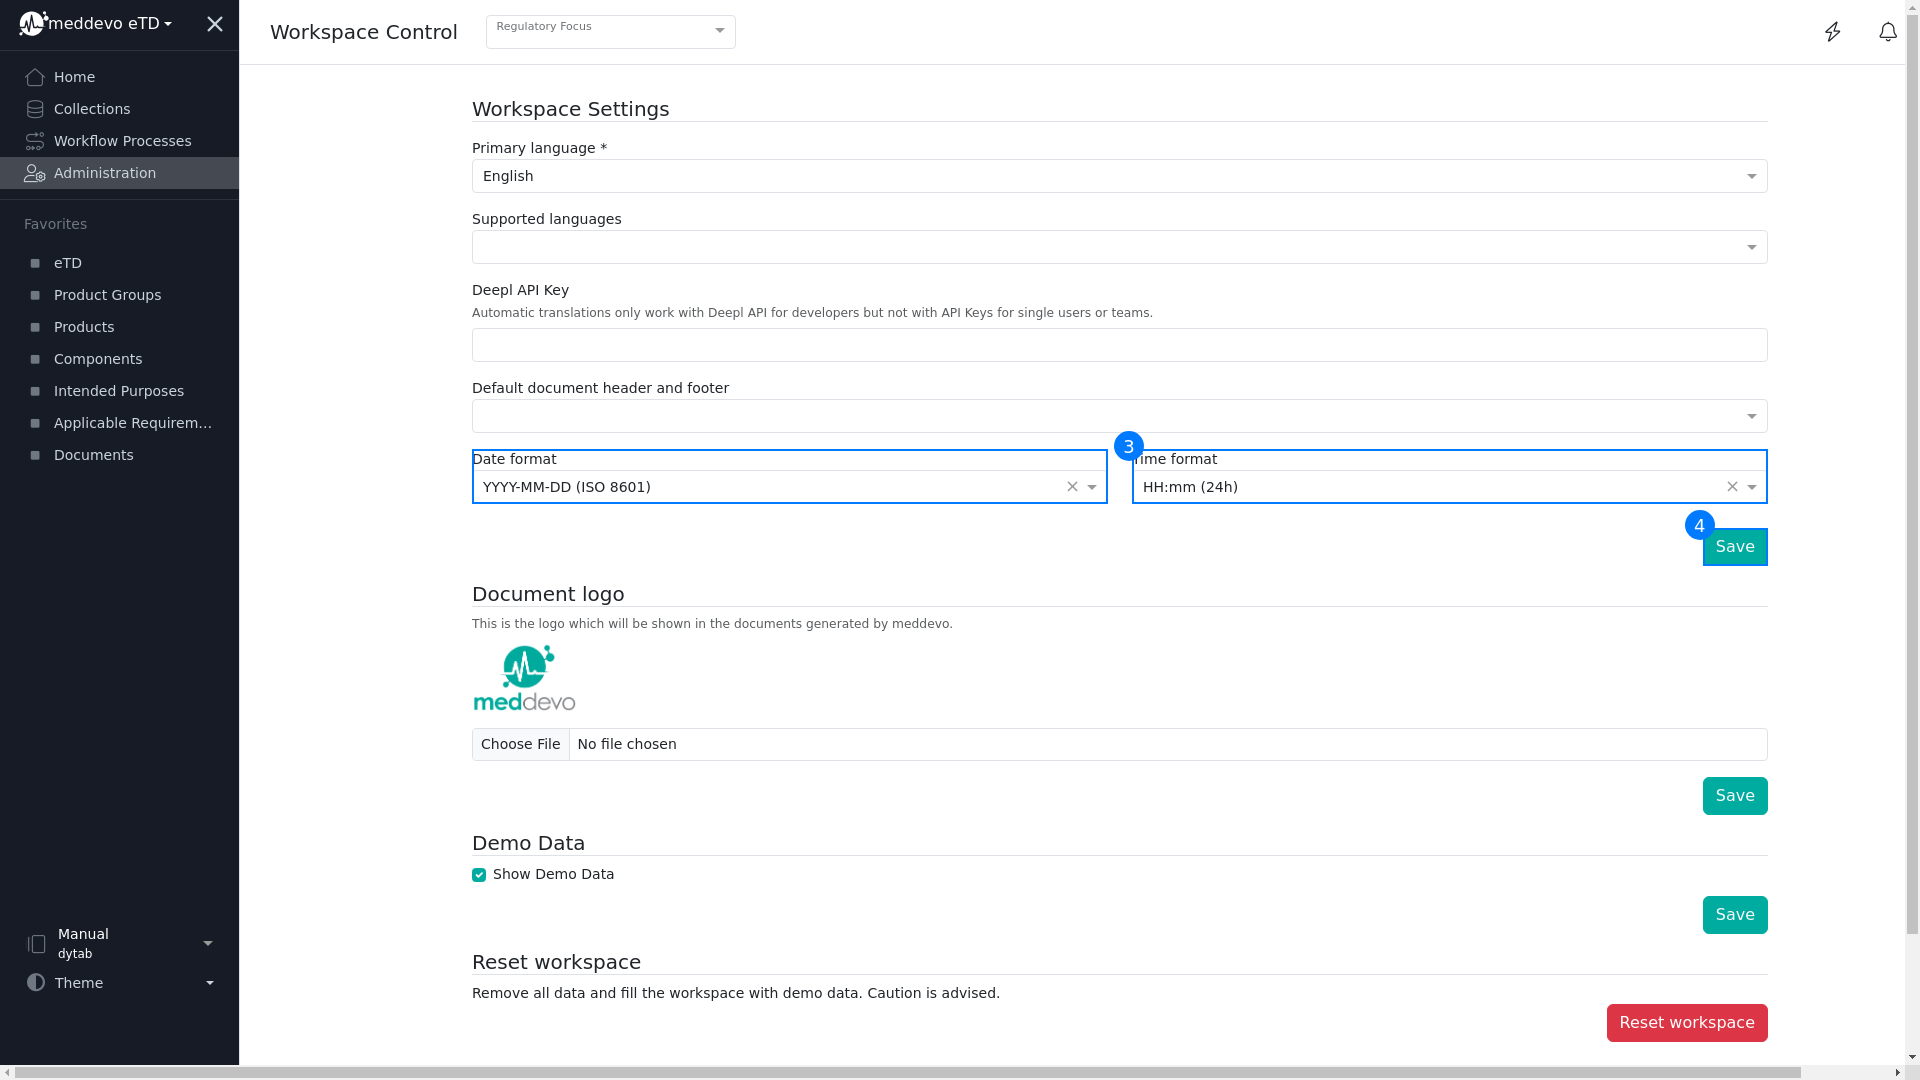 meddevo eTD
Home
Collections
Workflow Processes
Administration
Favorites
eTD
Product Groups
Products
Components
Intended Purposes
Applicable Requirem...
Documents
Manual
dytab
Theme
Workspace Control
Regulatory Focus
Workspace Settings
Primary language *
English
Supported languages
Deepl API Key
Automatic translations only work with Deepl API for developers but not with API Keys for single users or teams.
Default document header and footer
Date format
YYYY-MM-DD (ISO 8601)
3
Time format
HH:mm (24h)
4
Save
Document logo
This is the logo which will be shown in the documents generated by meddevo.
meddevo
Choose File No file chosen
Save
Demo Data
Show Demo Data
Save
Reset workspace
Remove all data and fill the workspace with demo data. Caution is advised.
Reset workspace